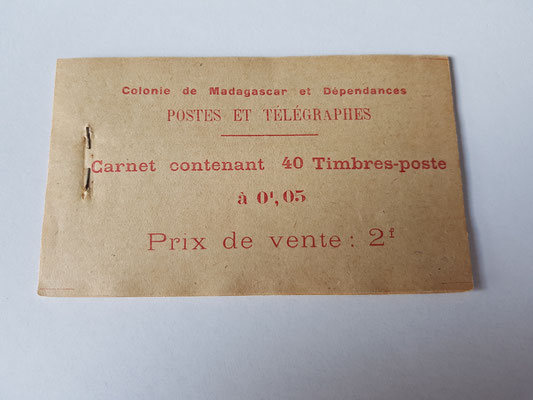 Colonie de Madagascar et Dépendances
POSTES ET TÉLÉGRAPHES
Carnet contenant 40 Timbres-poste
à 0f,05
Prix de vente : 2f